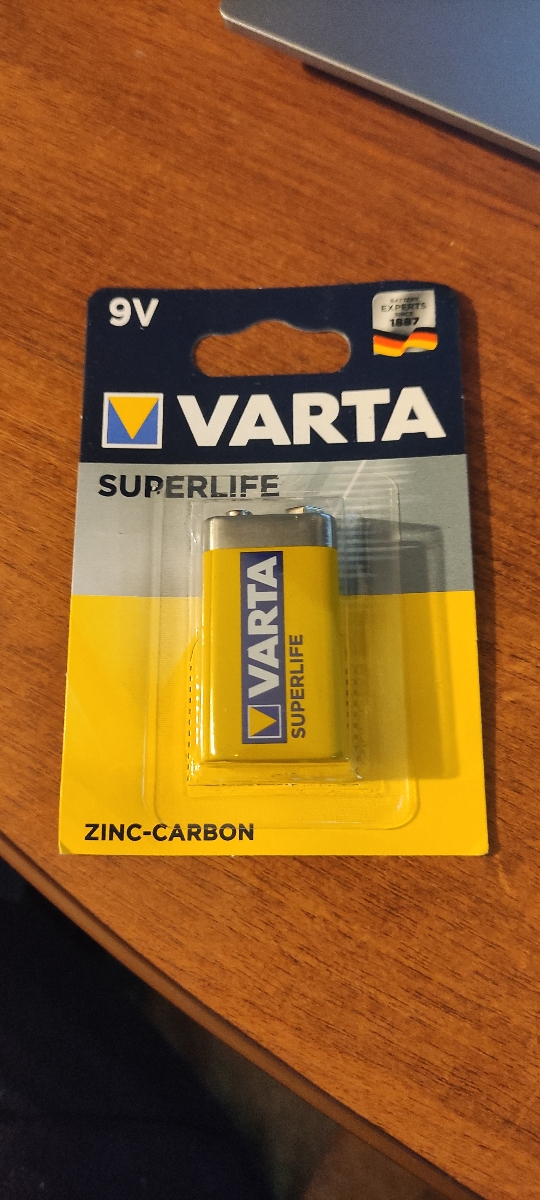 9V
BATTERY
EXPERTS
SINCE
1887
VARTA
SUPERLIFE
VARTA
SUPERLIFE
ZINC-CARBON